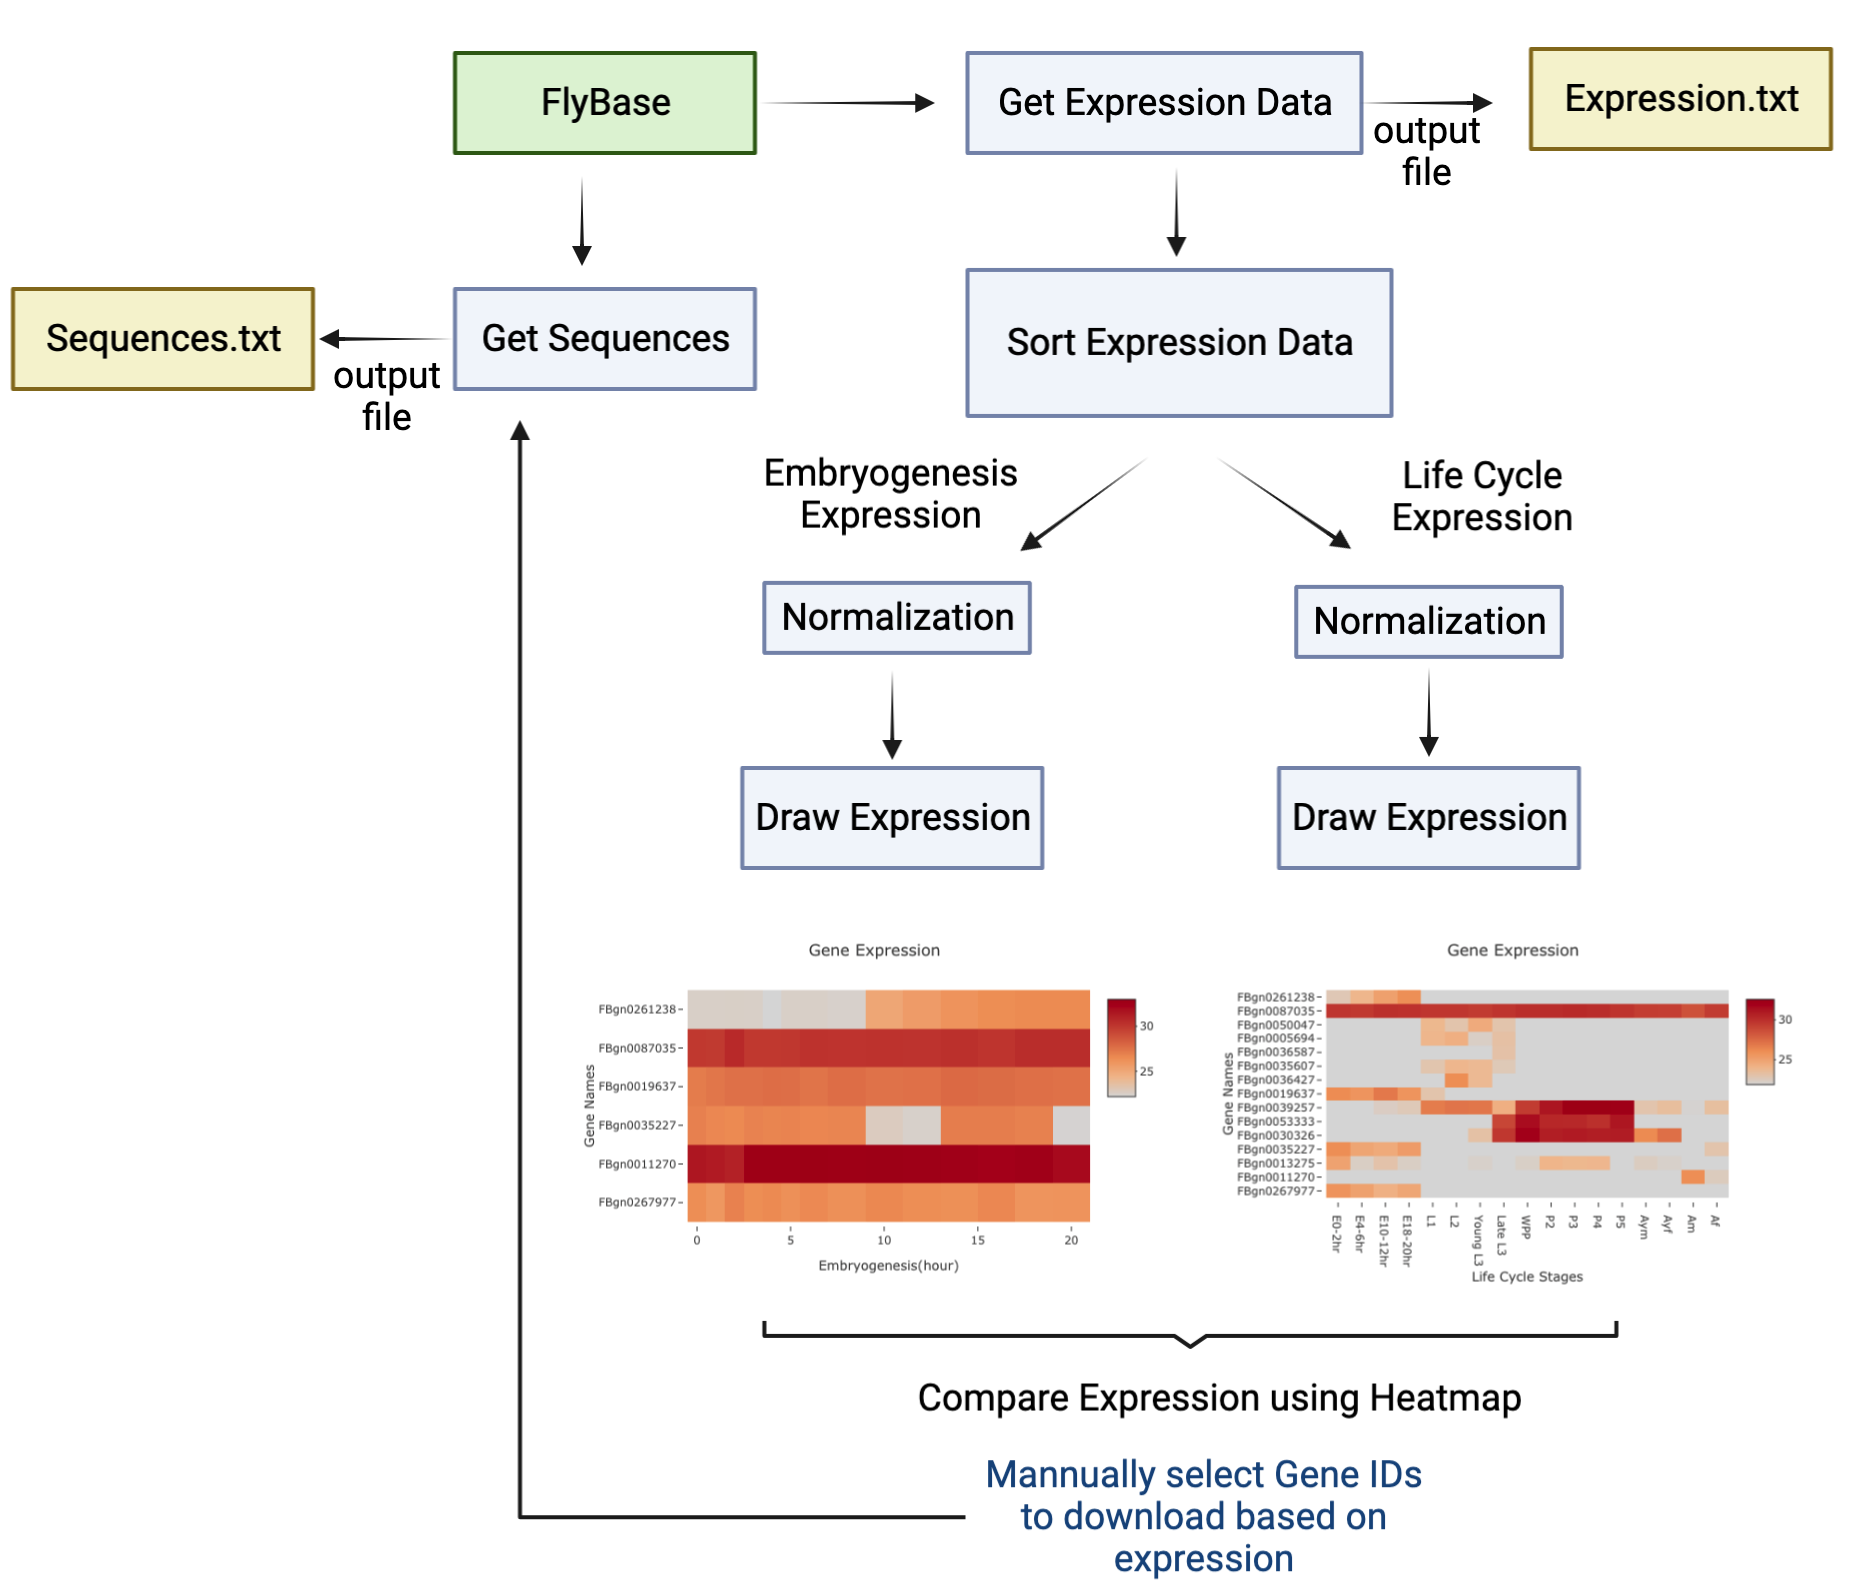 FlyBase
Get Expression Data
output
file
Expression.txt
Sequences.txt
output
file
Get Sequences
Sort Expression Data
Embryogenesis
Expression
Life Cycle
Expression
Normalization
Normalization
Draw Expression
Draw Expression
Gene Expression
Gene Names
FBgn0261238
FBgn0087035
FBgn0019637
FBgn0035227
FBgn0011270
FBgn0267977
0
5
10
15
20
Embryogenesis(hour)
30
25
Gene Expression
Gene Names
FBgn0261238
FBgn0087035
FBgn0050047
FBgn0005694
FBgn0036587
FBgn0035607
FBgn0036427
FBgn0019637
FBgn0039257
FBgn0053333
FBgn0030326
FBgn0035227
FBgn0013275
FBgn0011270
FBgn0267977
E0-2hr
E4-6hr
E10-12hr
E18-20hr
L1
L2
Young L3
Late L3
WPP
P2
P3
P4
P5
Aym
Ayf
Am
Af
Life Cycle Stages
30
25
Compare Expression using Heatmap
Mannually select Gene IDs
to download based on
expression